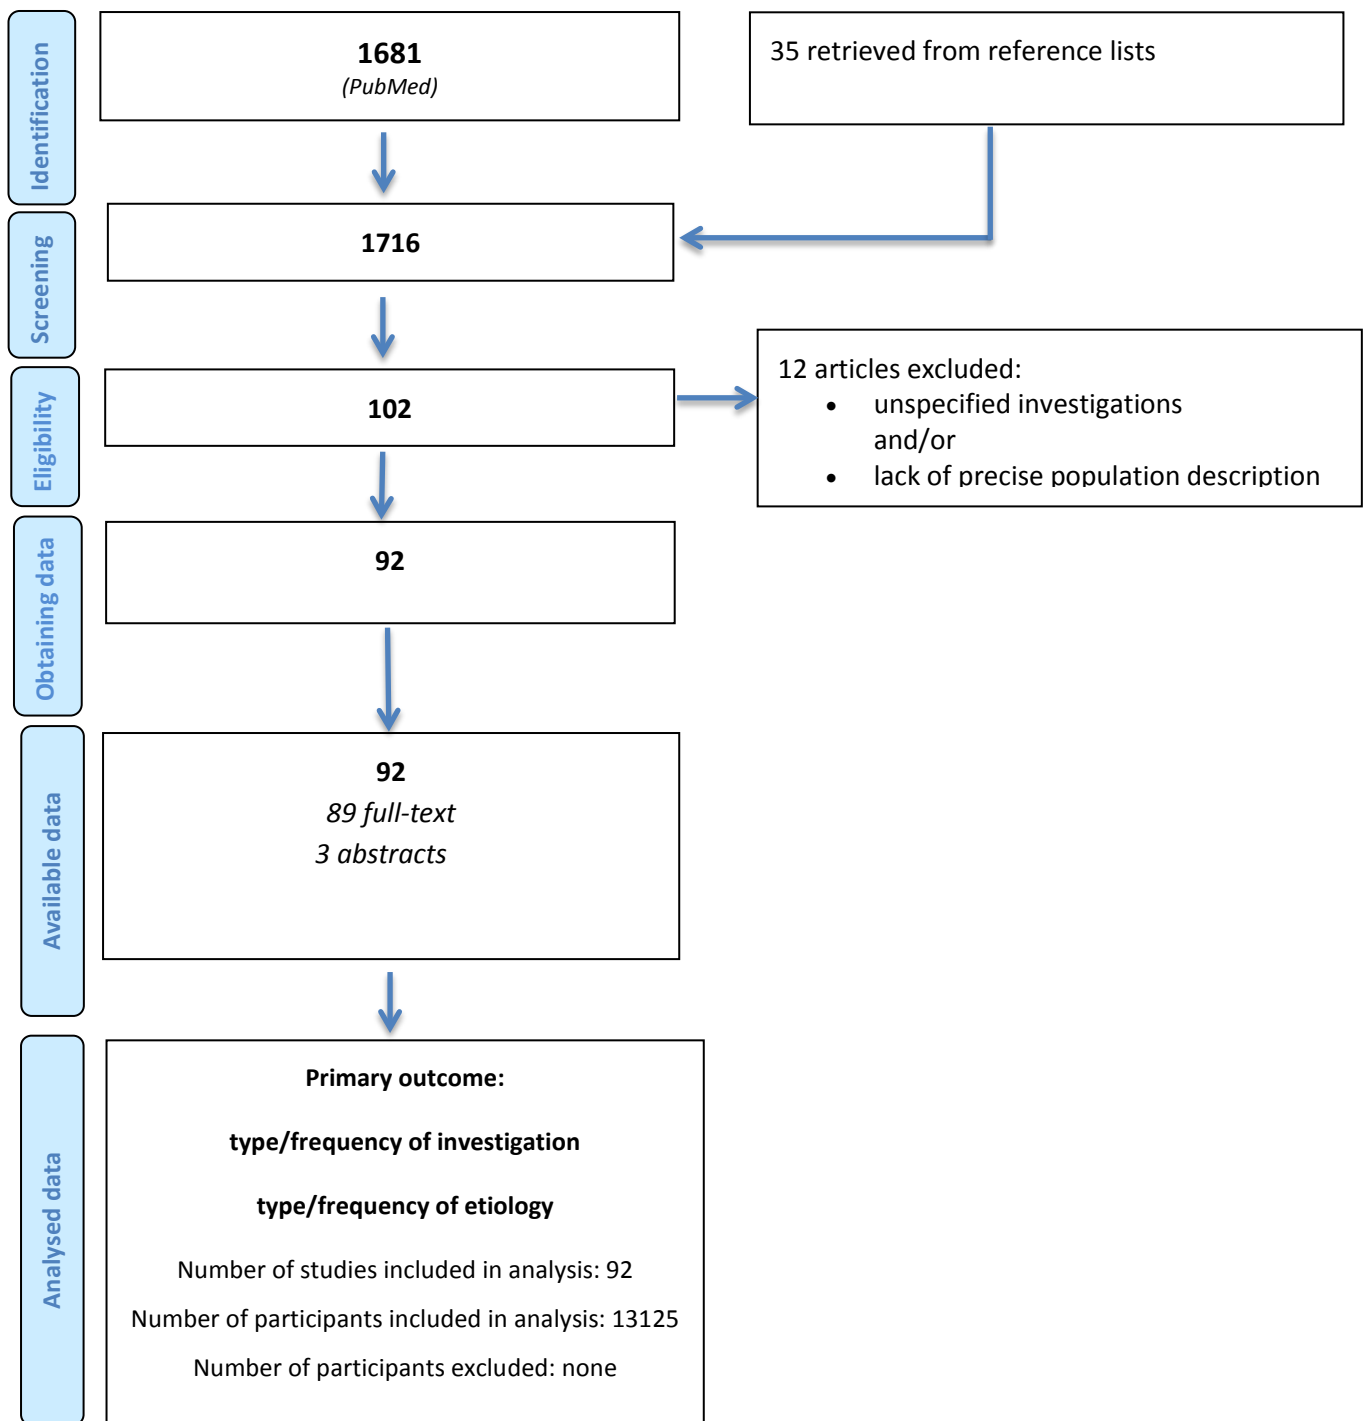 Identification
1681
(PubMed)
35 retrieved from reference lists
Screening
1716
Eligibility
102
12 articles excluded:
• unspecified investigations
and/or
• lack of precise population description
Obtaining data
92
Available data
92
89 full-text
3 abstracts
Analysed data
Primary outcome:
type/frequency of investigation
type/frequency of etiology
Number of studies included in analysis: 92
Number of participants included in analysis: 13125
Number of participants excluded: none